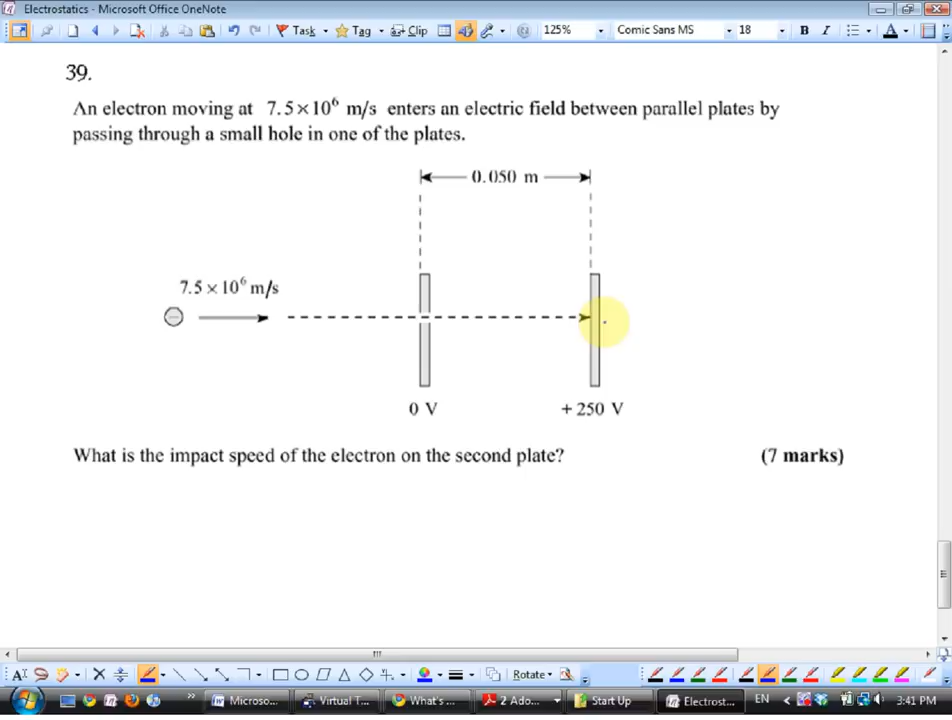 Electrostatics - Microsoft Office OneNote
Task Tag Clip 125% Comic Sans MS 18 B I A
39.
An electron moving at 7.5×10⁶ m/s enters an electric field between parallel plates by
passing through a small hole in one of the plates.
0.050 m
7.5 × 10⁶ m/s
0 V
+ 250 V
What is the impact speed of the electron on the second plate? (7 marks)
Rotate
Microso... Virtual T... What's ... 2 Ado... Start Up Electrost... EN 3:41 PM